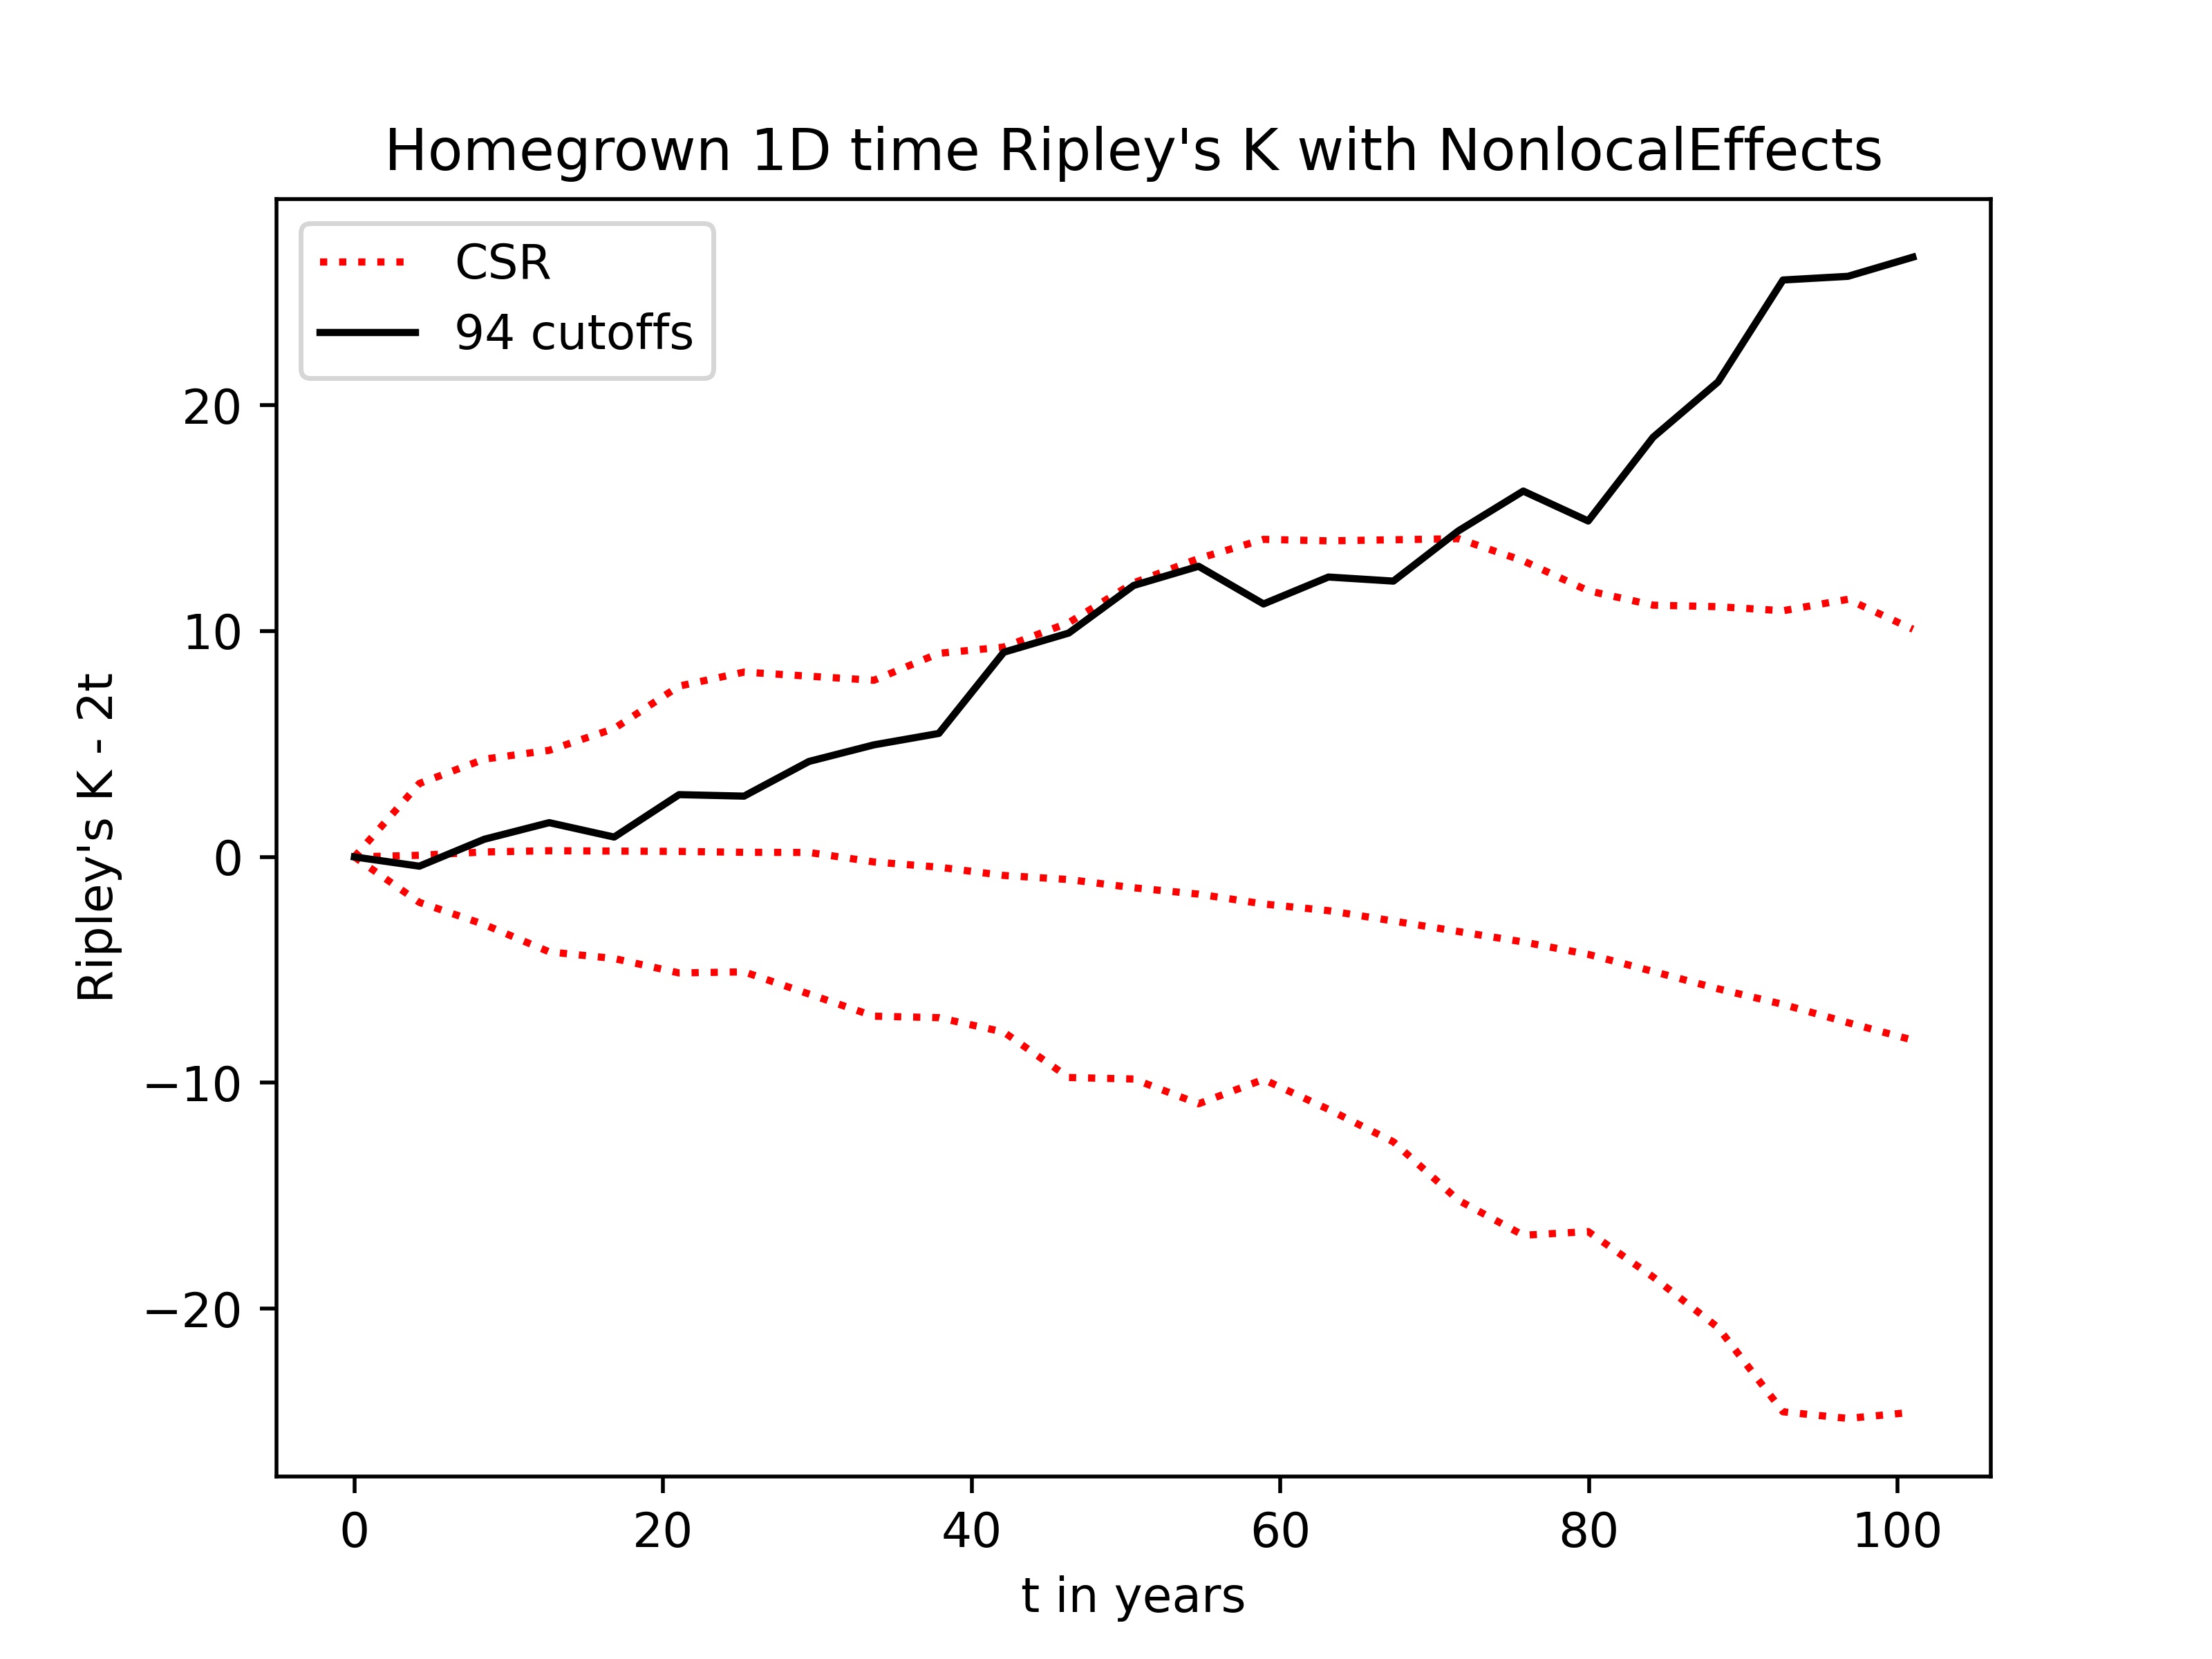 Homegrown 1D time Ripley's K with NonlocalEffects
CSR
94 cutoffs
20
10
0
−10
−20
Ripley's K - 2t
0 20 40 60 80 100
t in years